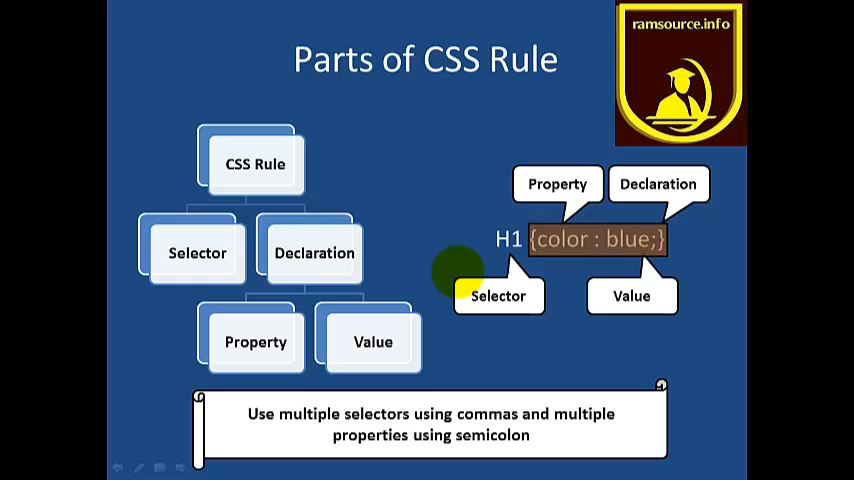 ramsource.info
Parts of CSS Rule
CSS Rule
Selector
Declaration
Property
Value
Property
Declaration
H1 {color : blue;}
Selector
Value
Use multiple selectors using commas and multiple
properties using semicolon